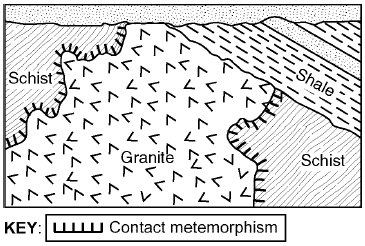 Schist
Shale
Granite
Schist
KEY: Contact metemorphism